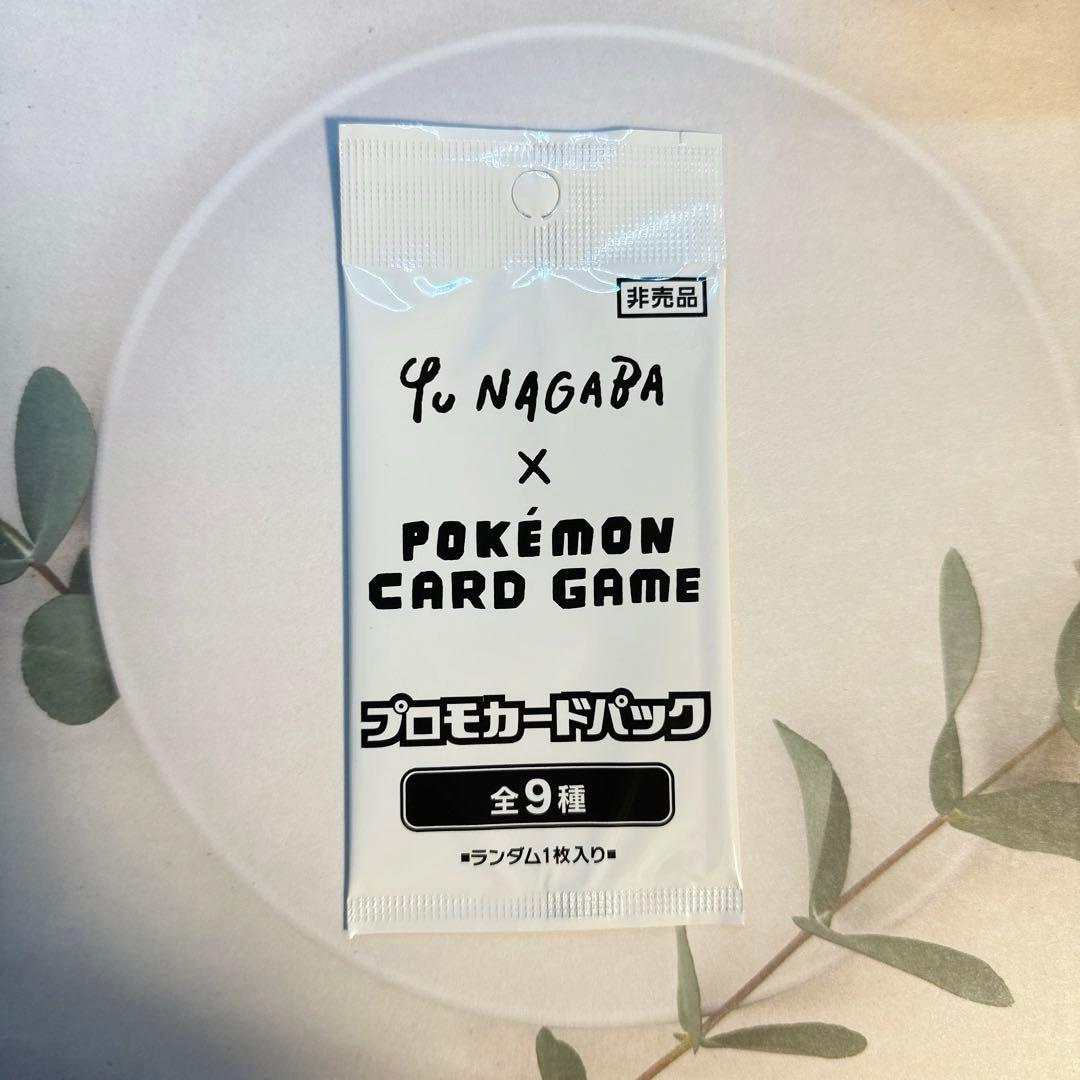 非売品
Yu NAGABA
×
POKÉMON
CARD GAME
プロモカードパック
全9種
■ランダム1枚入り■